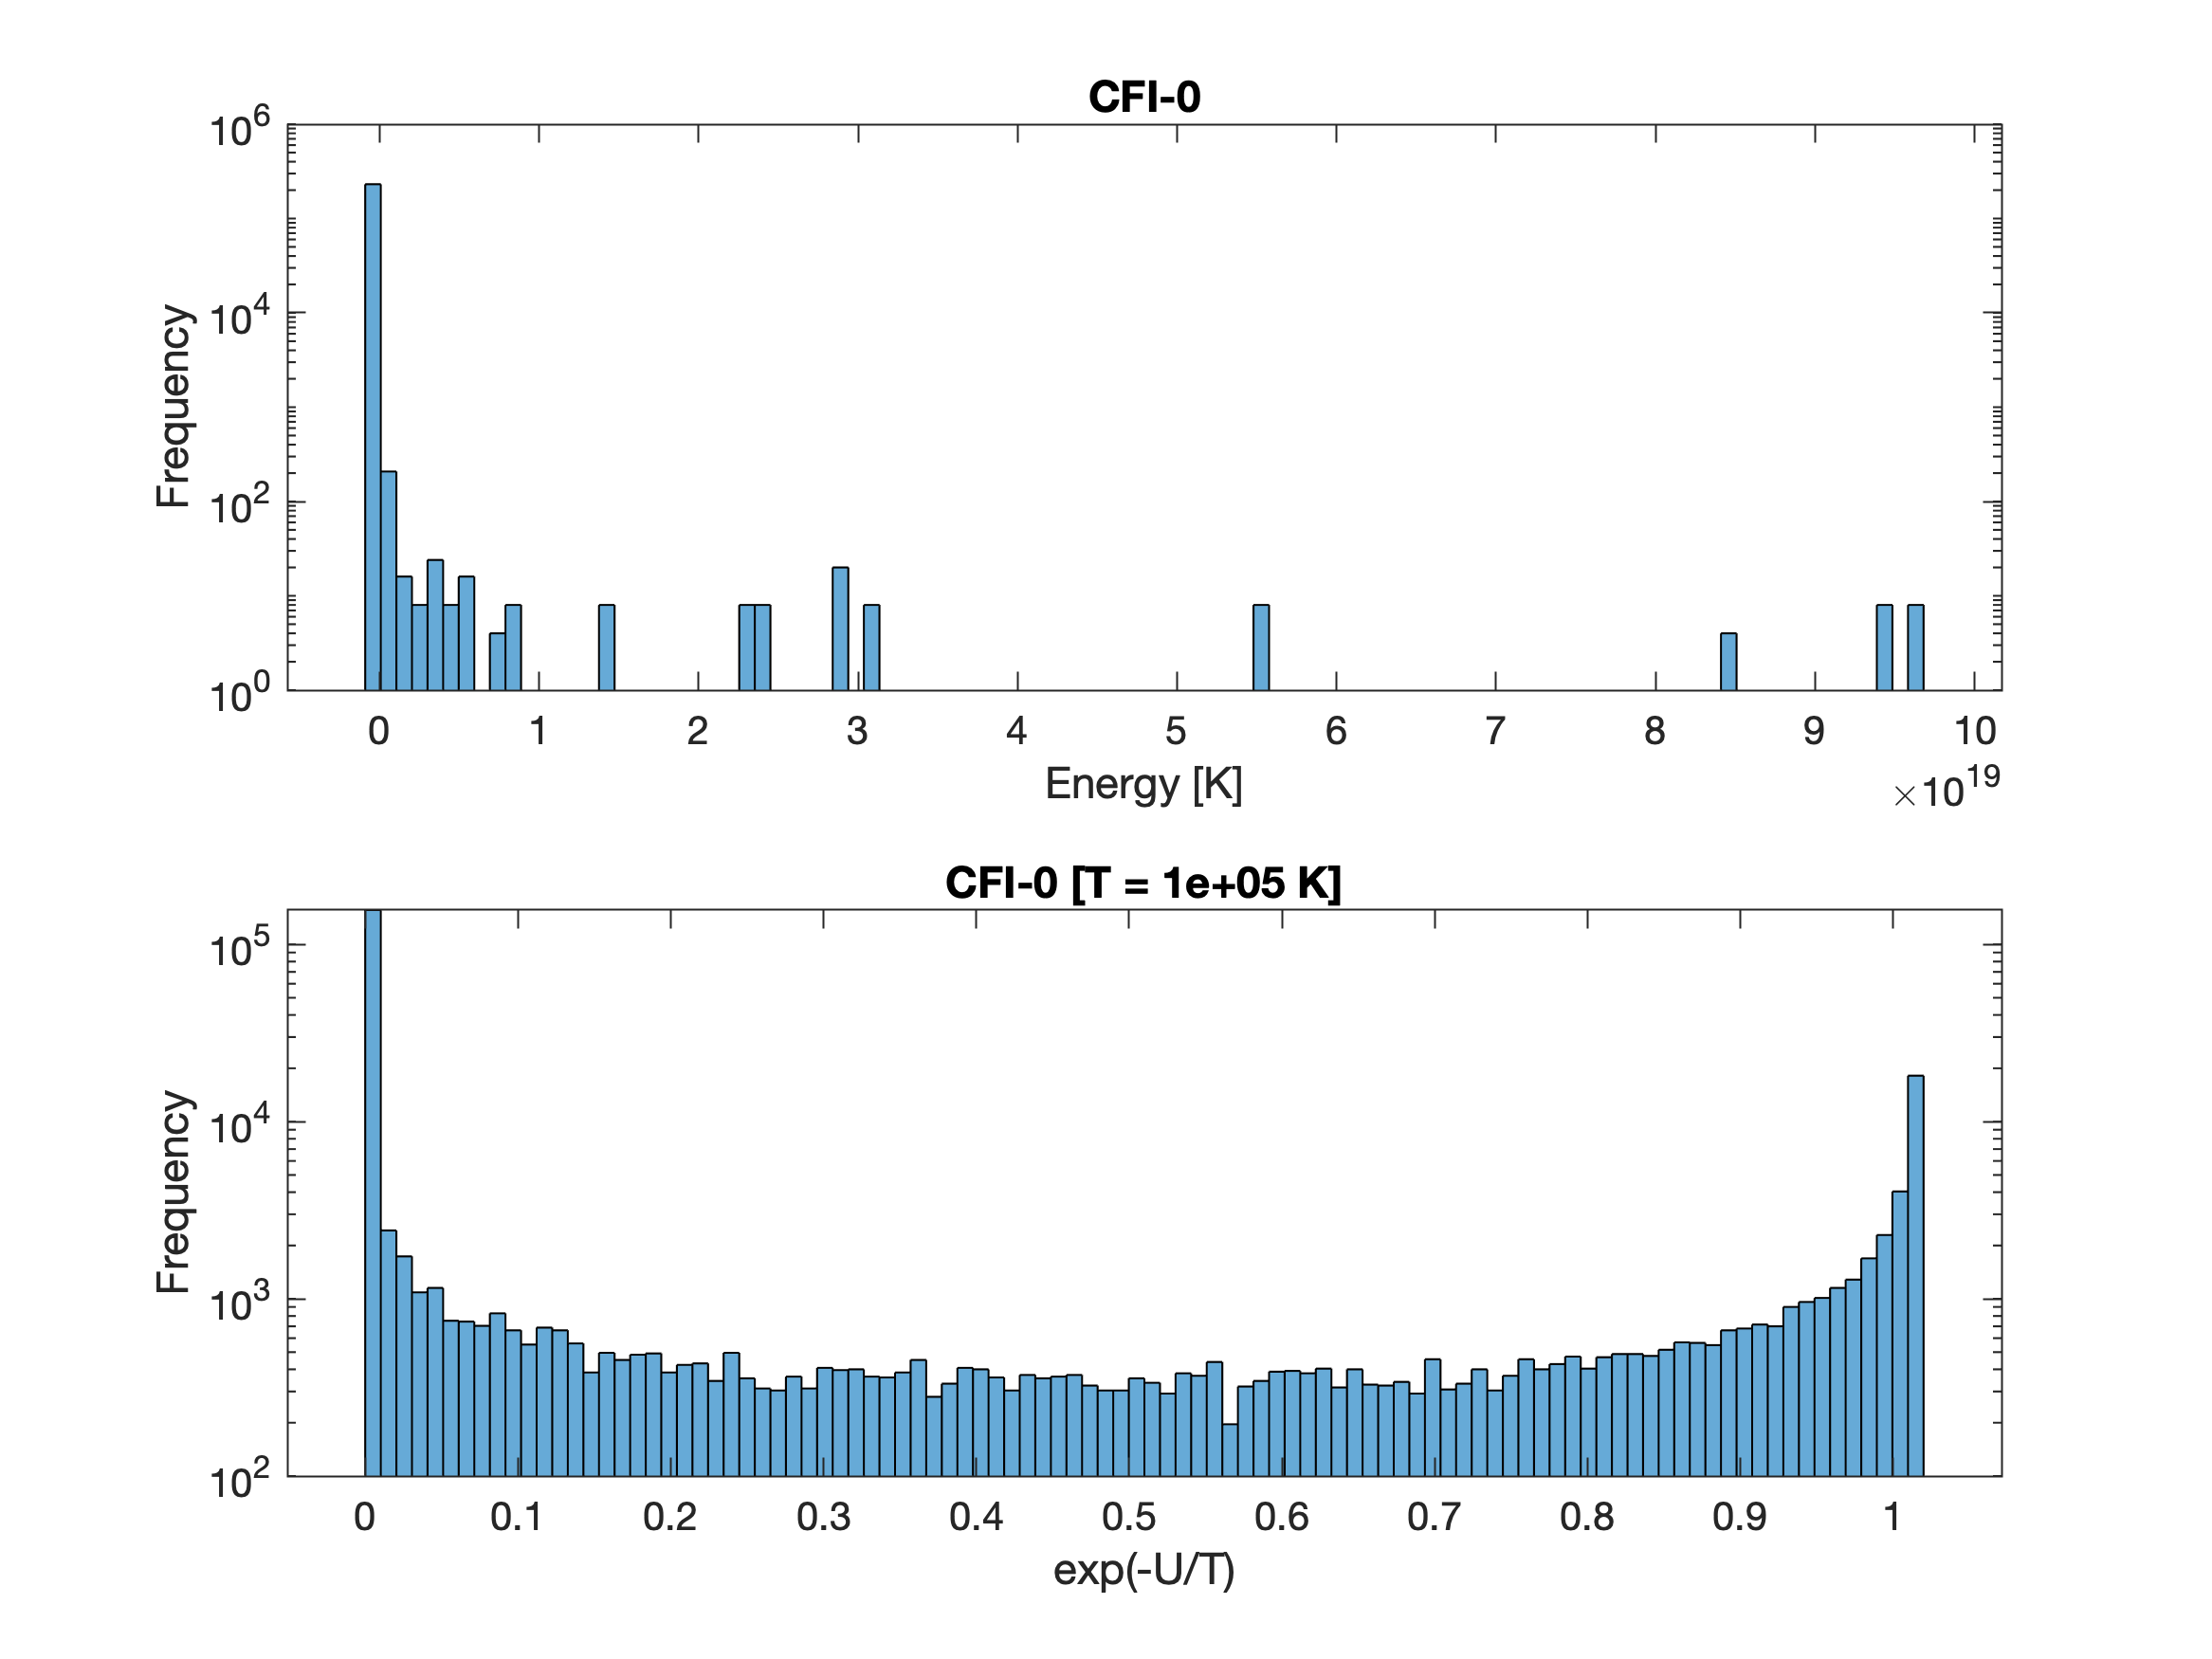 CFI-0
Frequency
10^6
10^4
10^2
10^0
0 1 2 3 4 5 6 7 8 9 10
Energy [K]
×10^19
CFI-0 [T = 1e+05 K]
Frequency
10^5
10^4
10^3
10^2
0 0.1 0.2 0.3 0.4 0.5 0.6 0.7 0.8 0.9 1
exp(-U/T)